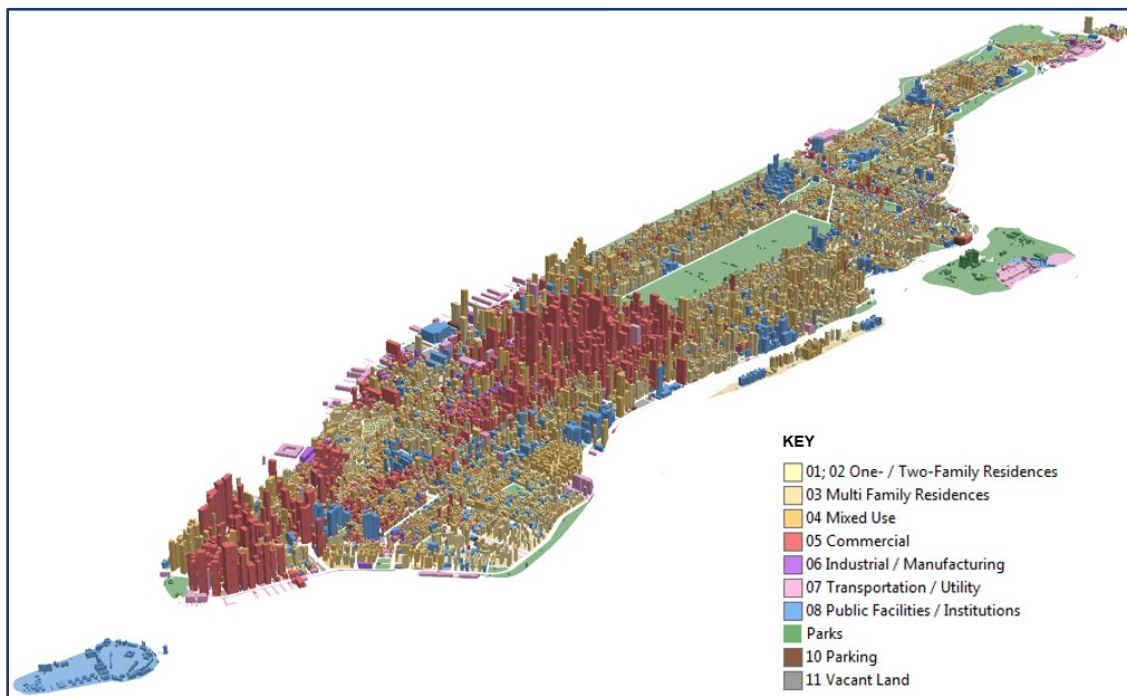 KEY
01; 02 One- / Two-Family Residences
03 Multi Family Residences
04 Mixed Use
05 Commercial
06 Industrial / Manufacturing
07 Transportation / Utility
08 Public Facilities / Institutions
Parks
10 Parking
11 Vacant Land